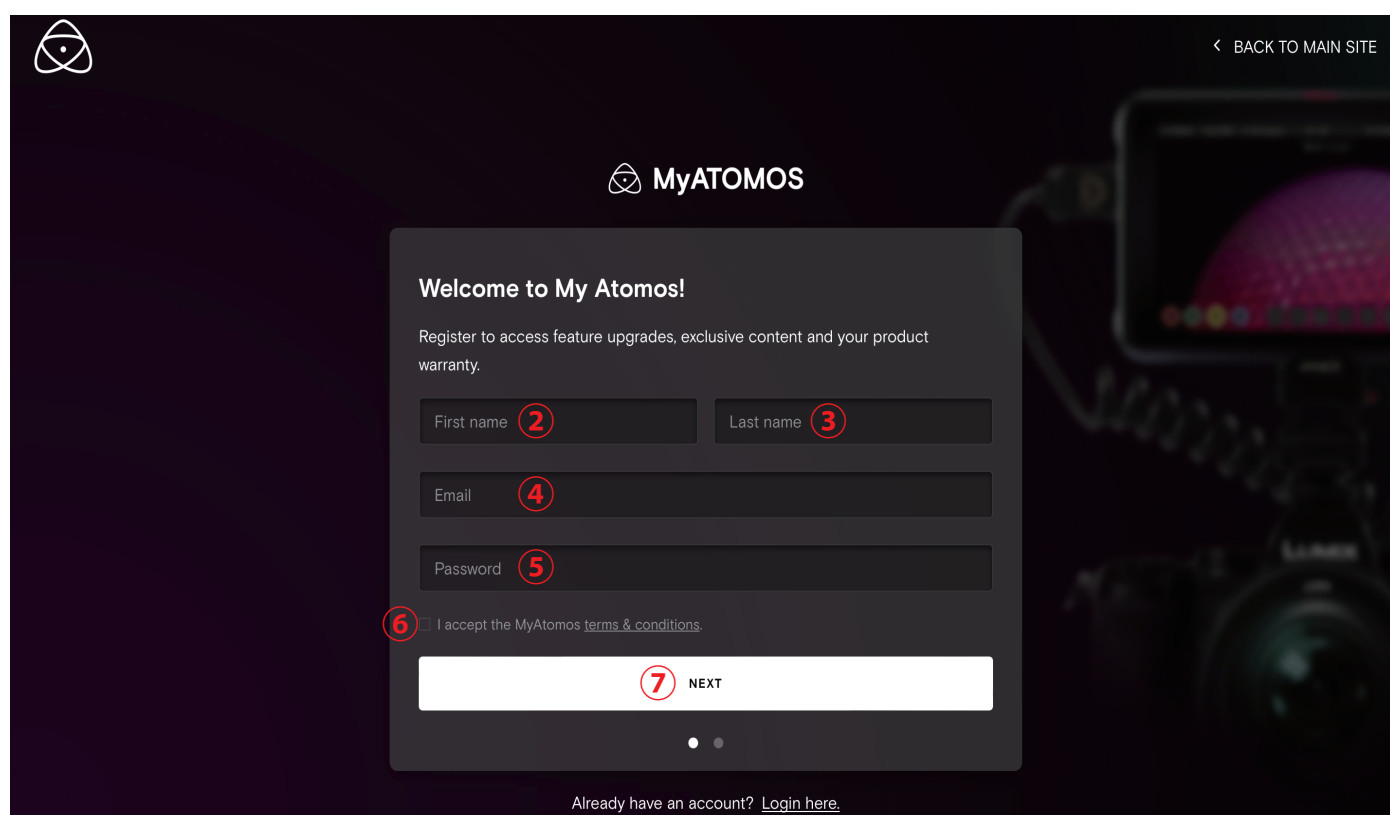 BACK TO MAIN SITE
MyATOMOS
Welcome to My Atomos!
Register to access feature upgrades, exclusive content and your product
warranty.
First name ② Last name ③
Email ④
Password ⑤
⑥ I accept the MyAtomos terms & conditions.
⑦ NEXT
LUMIX
Already have an account? Login here.